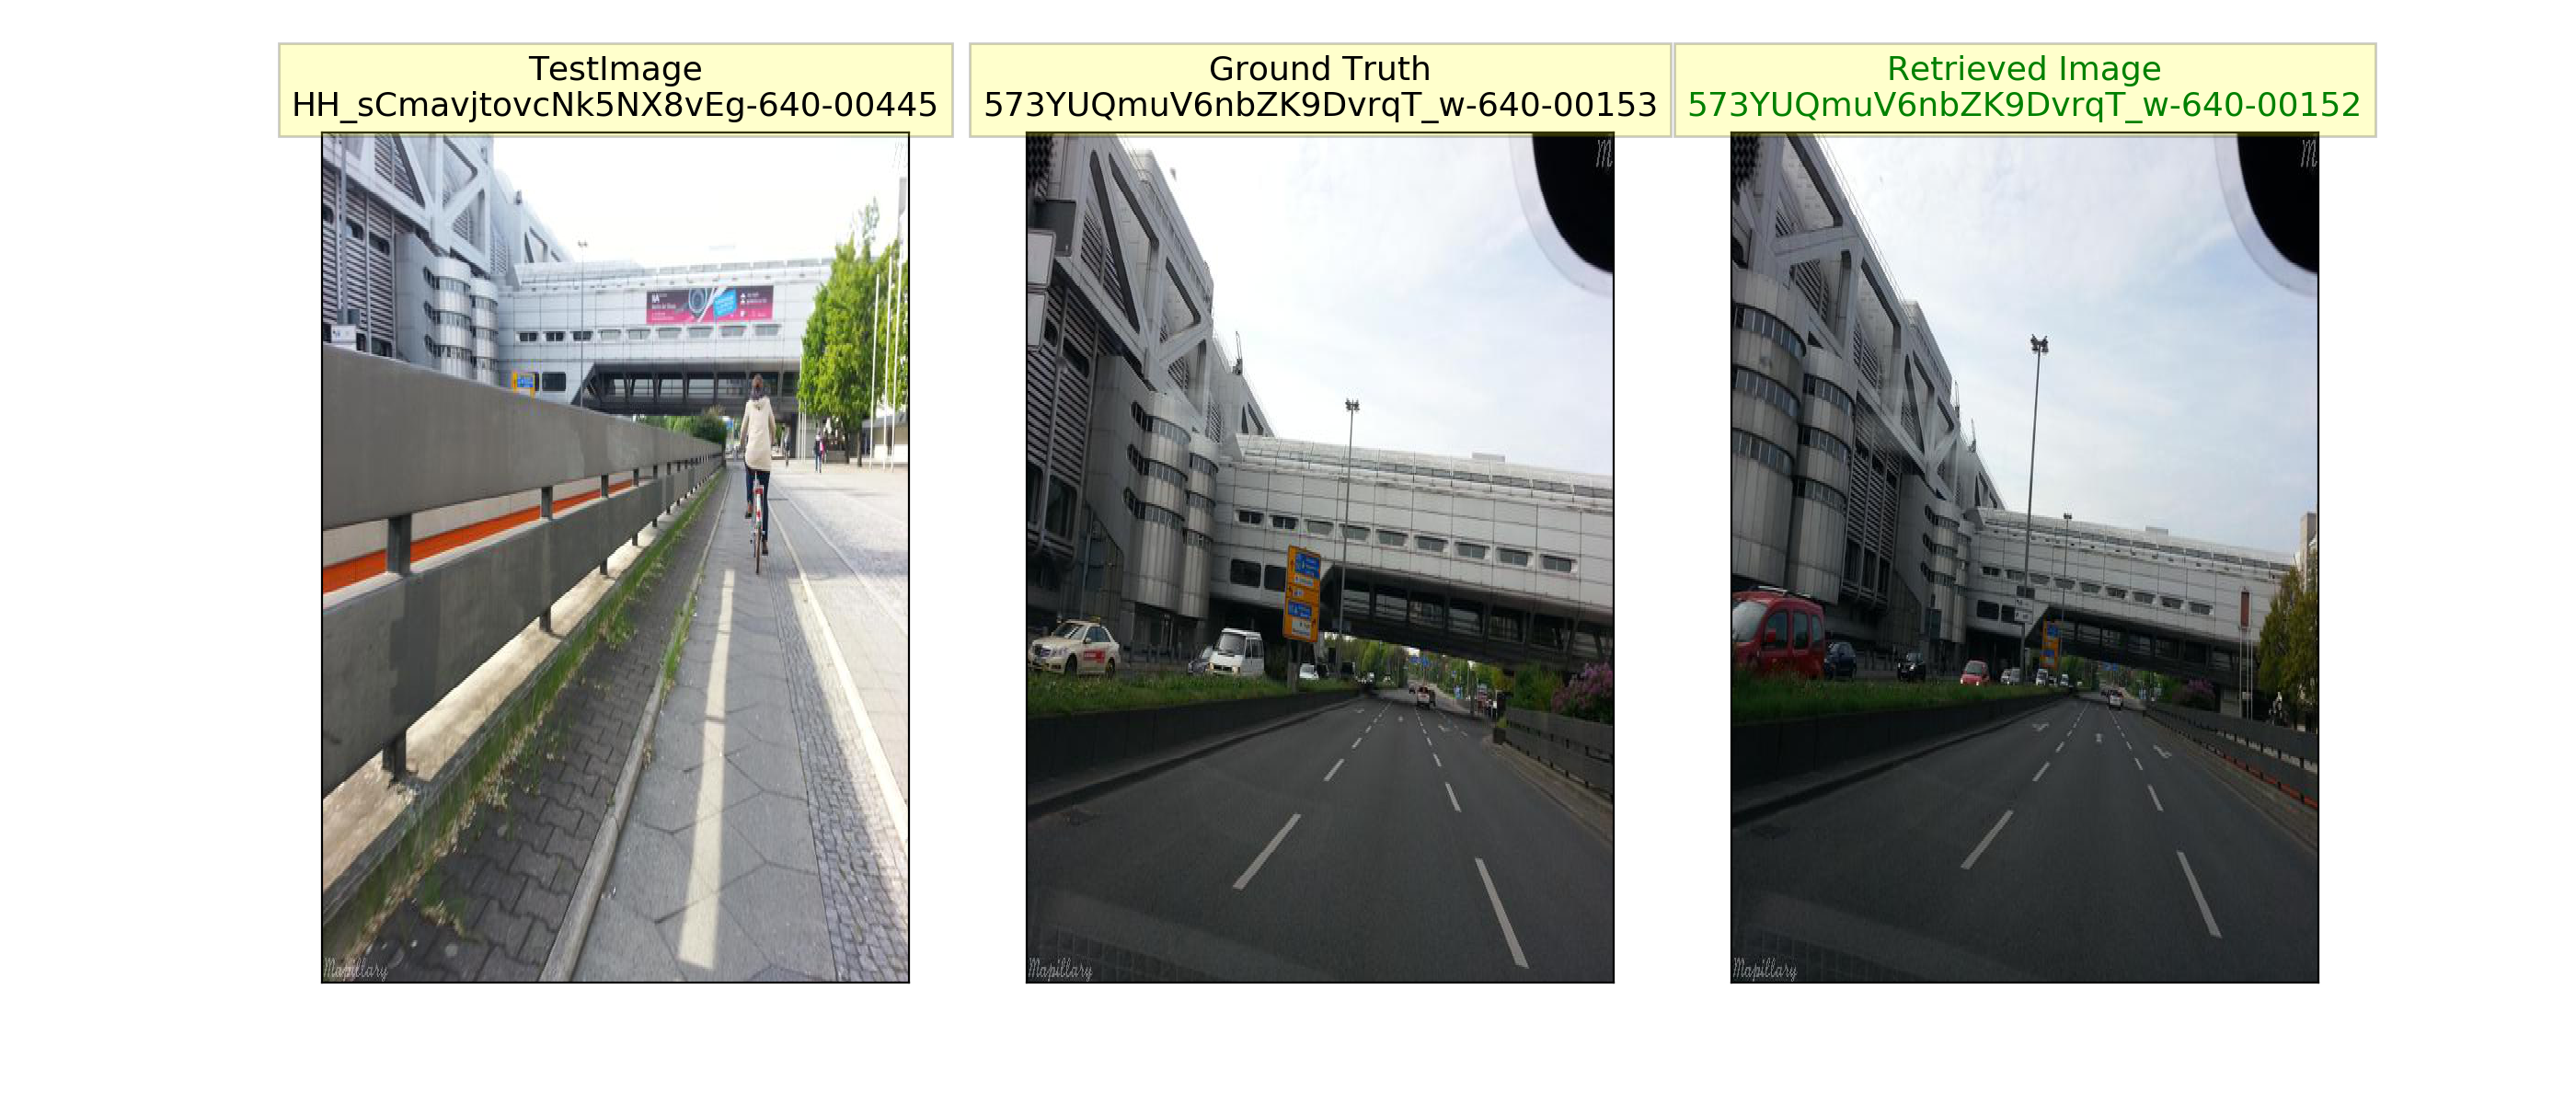 TestImage
HH_sCmavjtovcNk5NX8vEg-640-00445
Ground Truth
573YUQmuV6nbZK9DvrqT_w-640-00153
Retrieved Image
573YUQmuV6nbZK9DvrqT_w-640-00152
M
M
Mapillary
Mapillary
Mapillary